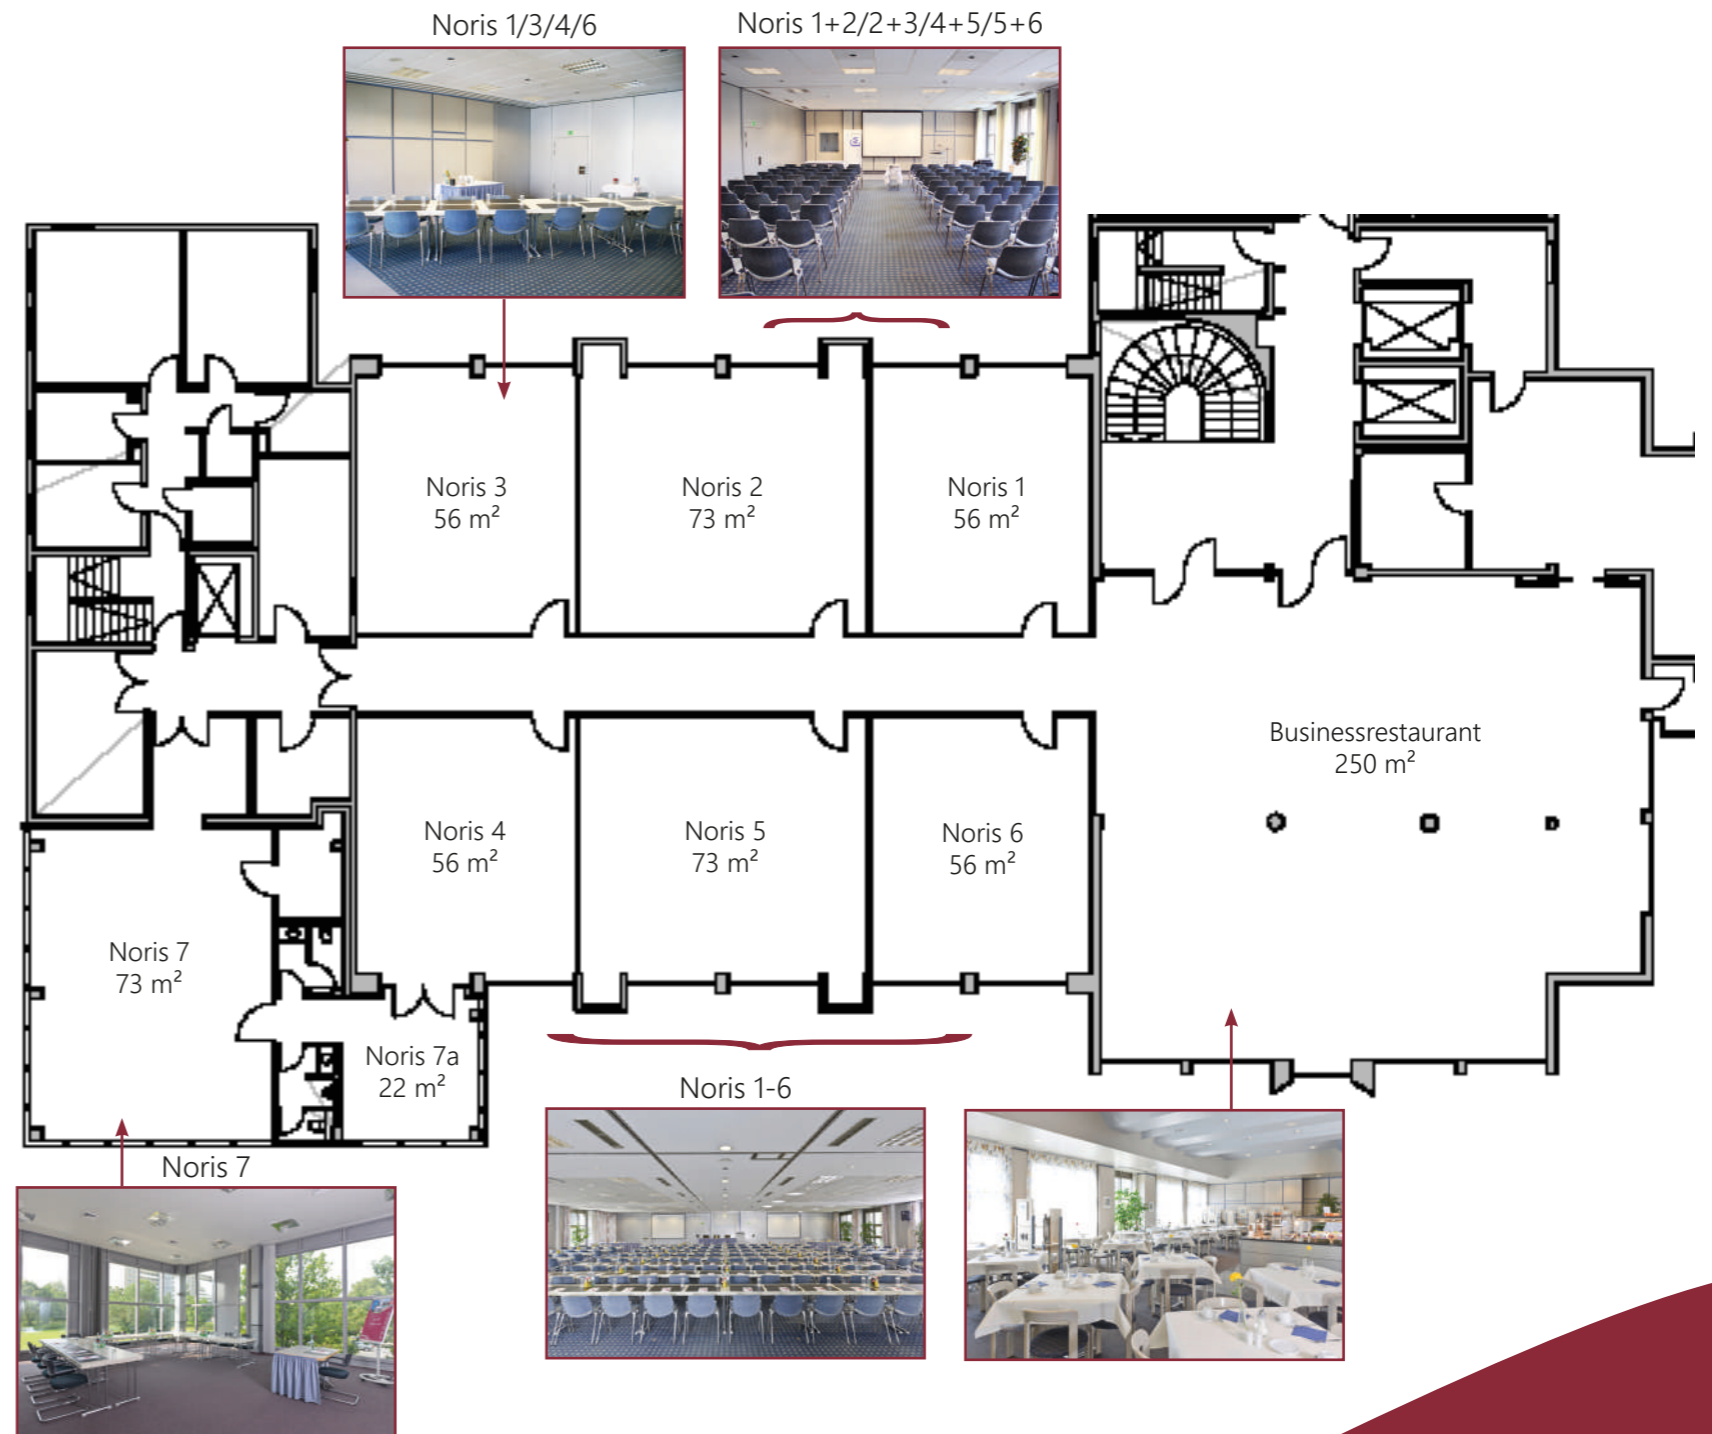 Noris 1/3/4/6
Noris 1+2/2+3/4+5/5+6
Noris 3
56 m²
Noris 2
73 m²
Noris 1
56 m²
Businessrestaurant
250 m²
Noris 4
56 m²
Noris 5
73 m²
Noris 6
56 m²
Noris 7
73 m²
Noris 7a
22 m²
Noris 1-6
Noris 7